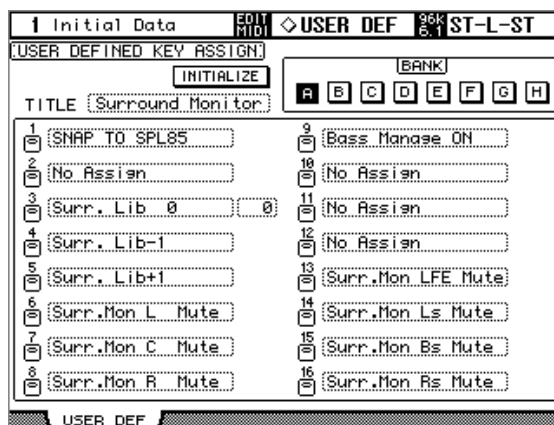 1 Initial Data EDIT MIDI ◇USER DEF 96k 6.1 ST-L-ST
USER DEFINED KEY ASSIGN
INITIALIZE
BANK
TITLE Surround Monitor
A B C D E F G H
1 SNAP TO SPL85
2 No Assign
3 Surr. Lib 0 0
4 Surr. Lib-1
5 Surr. Lib+1
6 Surr.Mon L Mute
7 Surr.Mon C Mute
8 Surr.Mon R Mute
9 Bass Manage ON
10 No Assign
11 No Assign
12 No Assign
13 Surr.Mon LFE Mute
14 Surr.Mon Ls Mute
15 Surr.Mon Bs Mute
16 Surr.Mon Rs Mute
USER DEF